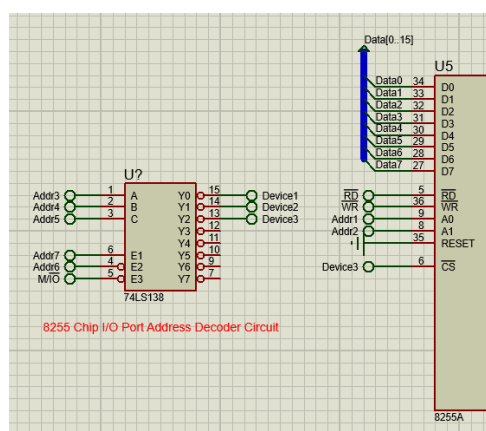 Data[0..15]
U5
Data0 34 D0
Data1 33 D1
Data2 32 D2
Data3 31 D3
Data4 30 D4
Data5 29 D5
Data6 28 D6
Data7 27 D7
U?
Addr3 1 A Y0 15 Device1
Addr4 2 B Y1 14 Device2
Addr5 3 C Y2 13 Device3
Y3 12
Y4 11
Addr7 6 E1 Y5 10
Addr6 4 E2 Y6 9
M/IO 5 E3 Y7 7
74LS138
RD 5 RD
WR 36 WR
Addr1 9 A0
Addr2 8 A1
35 RESET
Device3 6 CS
8255 Chip I/O Port Address Decoder Circuit
8255A